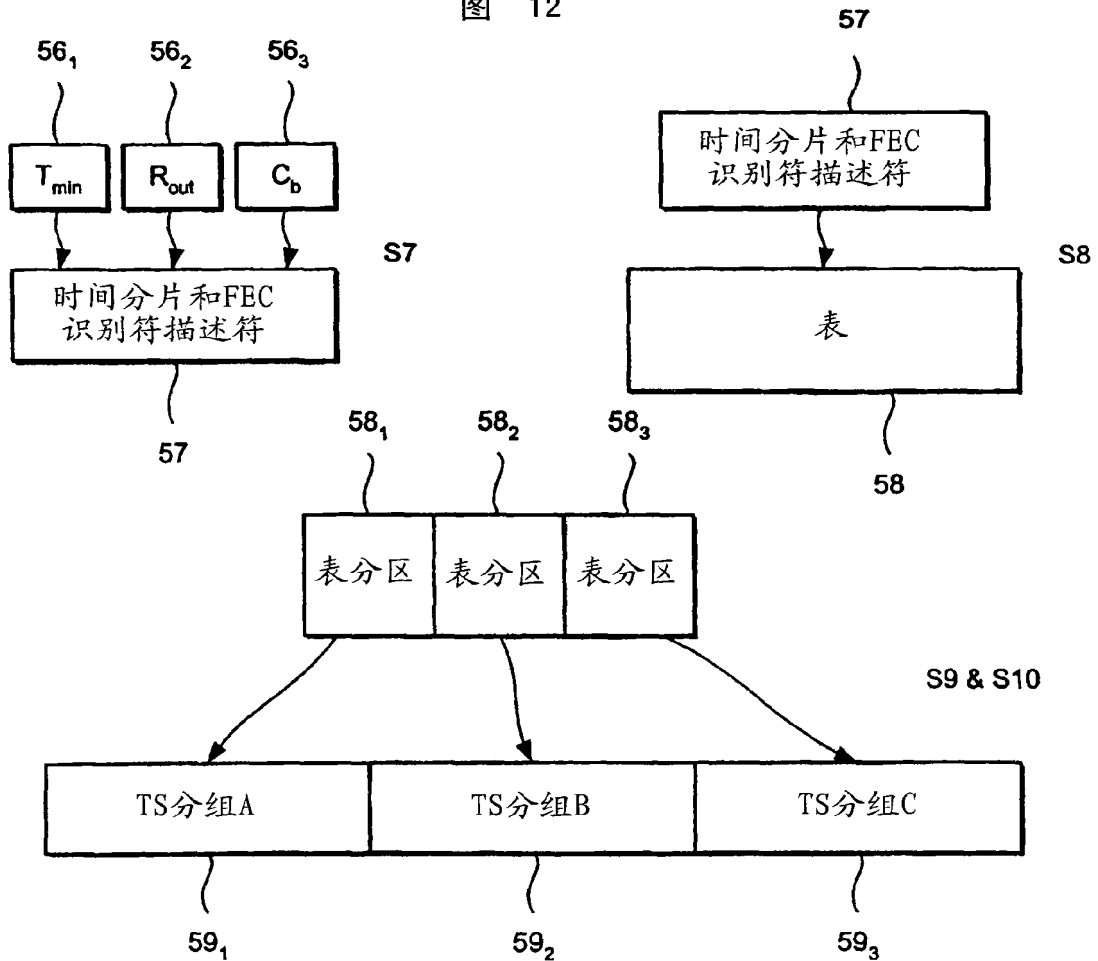 图 12
56₁ 56₂ 56₃
Tmin Rout Cb
S7
时间分片和FEC
识别符描述符
57
57
时间分片和FEC
识别符描述符
S8
表
58
58₁ 58₂ 58₃
表分区 表分区 表分区
S9 & S10
TS分组A TS分组B TS分组C
59₁ 59₂ 59₃